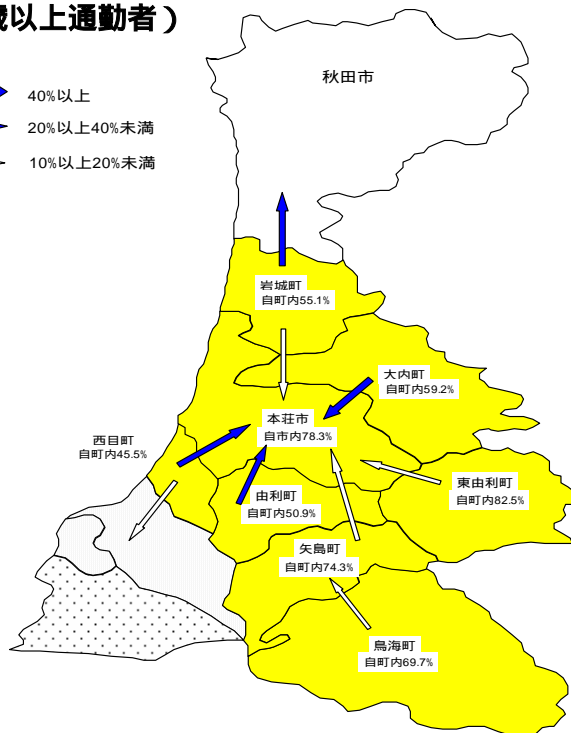 歳以上通勤者）
40%以上
20%以上40%未満
10%以上20%未満
秋田市
岩城町
自町内55.1%
大内町
自町内59.2%
本荘市
自市内78.3%
西目町
自町内45.5%
東由利町
自町内82.5%
由利町
自町内50.9%
矢島町
自町内74.3%
鳥海町
自町内69.7%